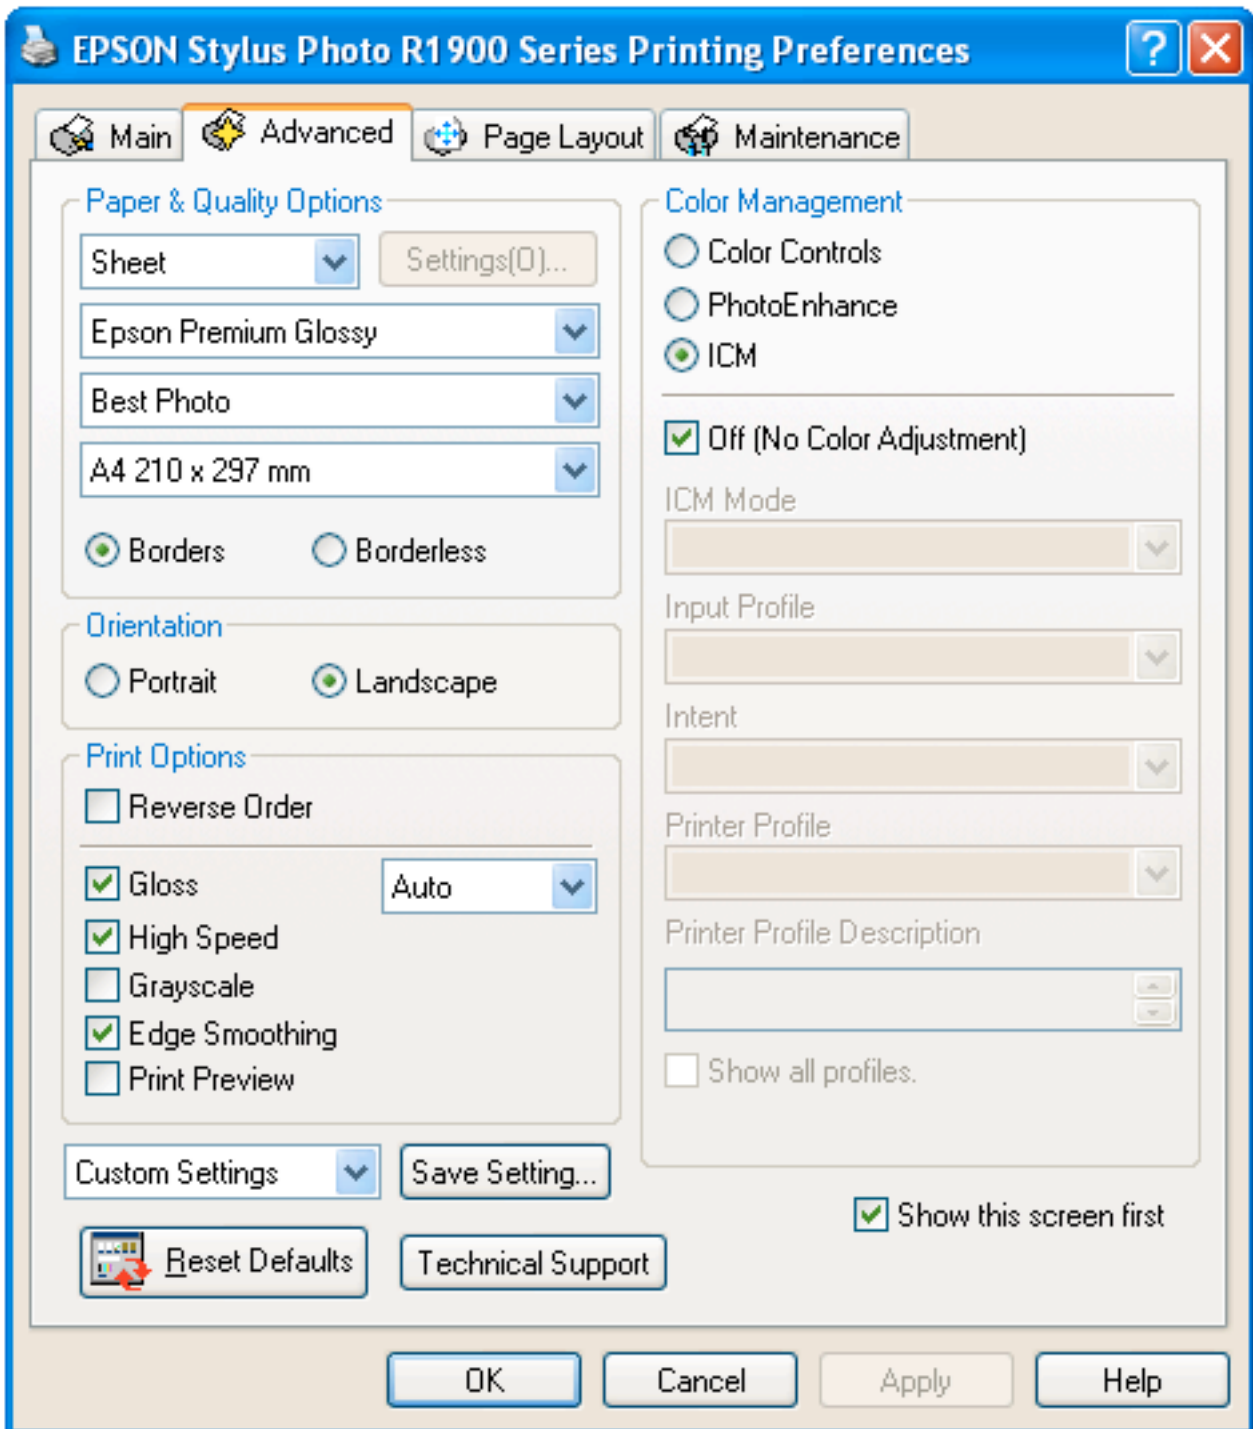 EPSON Stylus Photo R1900 Series Printing Preferences
Main
Advanced
Page Layout
Maintenance
Paper & Quality Options
Sheet
Settings(O)...
Epson Premium Glossy
Best Photo
A4 210 x 297 mm
Borders
Borderless
Orientation
Portrait
Landscape
Print Options
Reverse Order
Gloss
Auto
High Speed
Grayscale
Edge Smoothing
Print Preview
Custom Settings
Save Setting...
Reset Defaults
Technical Support
Color Management
Color Controls
PhotoEnhance
ICM
Off (No Color Adjustment)
ICM Mode
Input Profile
Intent
Printer Profile
Printer Profile Description
Show all profiles.
Show this screen first
OK
Cancel
Apply
Help